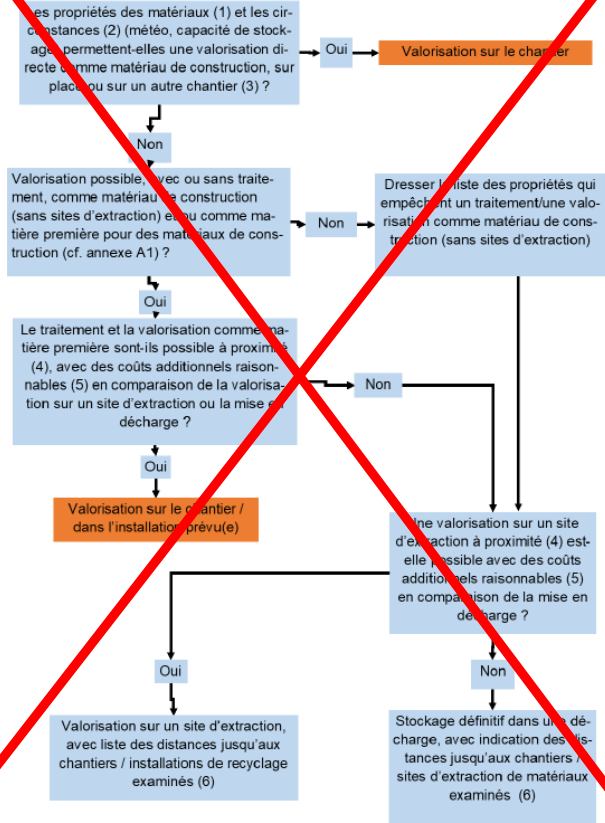 Les propriétés des matériaux (1) et les cir-
constances (2) (météo, capacité de stock-
age) permettent-elles une valorisation di-
recte comme matériau de construction, sur
place ou sur un autre chantier (3) ?
Oui
Valorisation sur le chantier
Non
Valorisation possible, avec ou sans traite-
ment, comme matériau de construction
(sans sites d'extraction) et/ou comme ma-
tière première pour des matériaux de cons-
truction (cf. annexe A1) ?
Non
Dresser la liste des propriétés qui
empêchent un traitement/une valo-
risation comme matériau de cons-
truction (sans sites d'extraction)
Oui
Le traitement et la valorisation comme ma-
tière première sont-ils possible à proximité
(4), avec des coûts additionnels raison-
nables (5) en comparaison de la valorisa-
tion sur un site d'extraction ou la mise en
décharge ?
Non
Oui
Valorisation sur le chantier /
dans l'installation prévu(e)
Une valorisation sur un site
d'extraction à proximité (4) est-
elle possible avec des coûts
additionnels raisonnables (5)
en comparaison de la mise en
décharge ?
Oui
Non
Valorisation sur un site d'extraction,
avec liste des distances jusqu'aux
chantiers / installations de recyclage
examinés (6)
Stockage définitif dans une dé-
charge, avec indication des dis-
tances jusqu'aux chantiers /
sites d'extraction de matériaux
examinés (6)